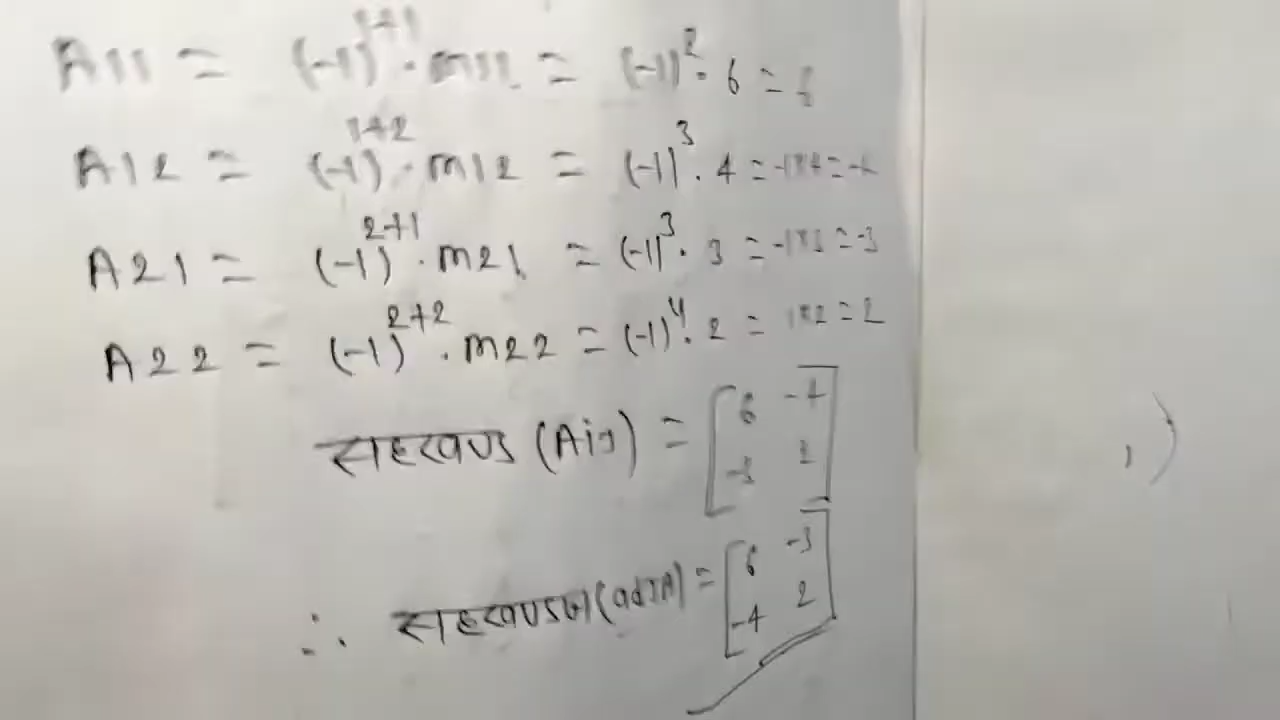 A11 = (-1)^1+1 . m11 = (-1)^2 . 6 = 6
A12 = (-1)^1+2 . m12 = (-1)^3 . 4 = -1×4 = -4
A21 = (-1)^2+1 . m21 = (-1)^3 . 3 = -1×3 = -3
A22 = (-1)^2+2 . m22 = (-1)^4 . 2 = 1×2 = 2
सहखण्ड (Aij) = [6 -4
-3 2]
∴ सहखण्डज (adjA) = [6 -3
-4 2]